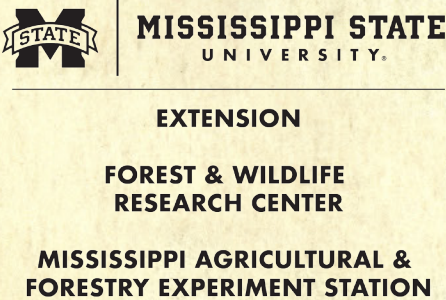 STATE
MISSISSIPPI STATE
UNIVERSITY®
EXTENSION
FOREST & WILDLIFE
RESEARCH CENTER
MISSISSIPPI AGRICULTURAL &
FORESTRY EXPERIMENT STATION